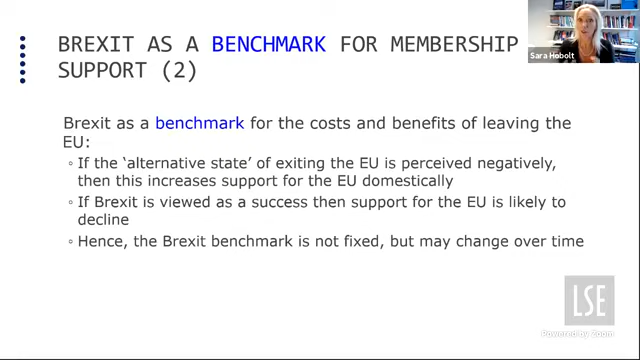 BREXIT AS A BENCHMARK FOR MEMBERSHIP
SUPPORT (2)
Sara Hobolt
Brexit as a benchmark for the costs and benefits of leaving the
EU:
◦ If the ‘alternative state’ of exiting the EU is perceived negatively,
then this increases support for the EU domestically
◦ If Brexit is viewed as a success then support for the EU is likely to
decline
◦ Hence, the Brexit benchmark is not fixed, but may change over time
LSE
Powered by Zoom